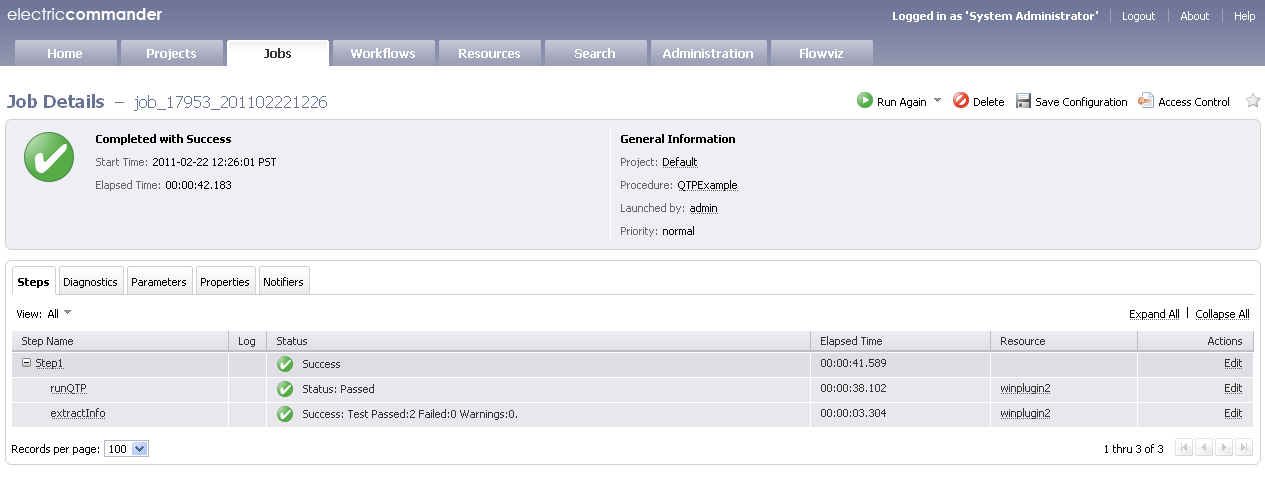 electriccommander
Logged in as 'System Administrator' Logout About Help
Home Projects Jobs Workflows Resources Search Administration Flowviz
Job Details – job_17953_201102221226
Run Again Delete Save Configuration Access Control
Completed with Success
Start Time: 2011-02-22 12:26:01 PST
Elapsed Time: 00:00:42.183
General Information
Project: Default
Procedure: QTPExample
Launched by: admin
Priority: normal
Steps Diagnostics Parameters Properties Notifiers
View: All Expand All Collapse All
Step Name Log Status Elapsed Time Resource Actions
Step1 Success 00:00:41.589 Edit
runQTP Status: Passed 00:00:38.102 winplugin2 Edit
extractInfo Success: Test Passed:2 Failed:0 Warnings:0. 00:00:03.304 winplugin2 Edit
Records per page: 100 1 thru 3 of 3